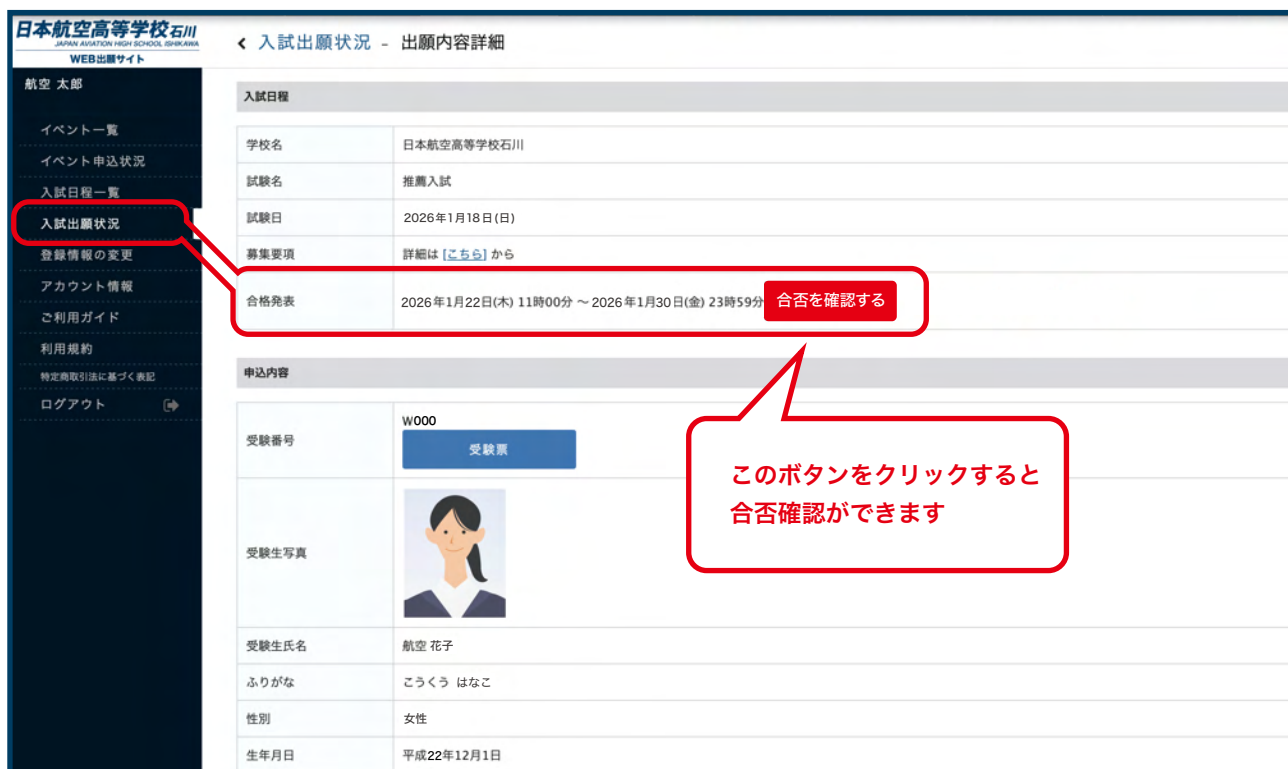 日本航空高等学校石川
JAPAN AVIATION HIGH SCHOOL ISHIKAWA
WEB出願サイト
航空 太郎
イベント一覧
イベント申込状況
入試日程一覧
入試出願状況
登録情報の変更
アカウント情報
ご利用ガイド
利用規約
特定商取引法に基づく表記
ログアウト
入試出願状況 - 出願内容詳細
入試日程
学校名 日本航空高等学校石川
試験名 推薦入試
試験日 2026年1月18日(日)
募集要項 詳細は [こちら] から
合格発表 2026年1月22日(木) 11時00分 ～2026年1月30日(金) 23時59分 合否を確認する
申込内容
受験番号 W000
受験票
このボタンをクリックすると
合否確認ができます
受験生写真
受験生氏名 航空 花子
ふりがな こうくう はなこ
性別 女性
生年月日 平成22年12月1日